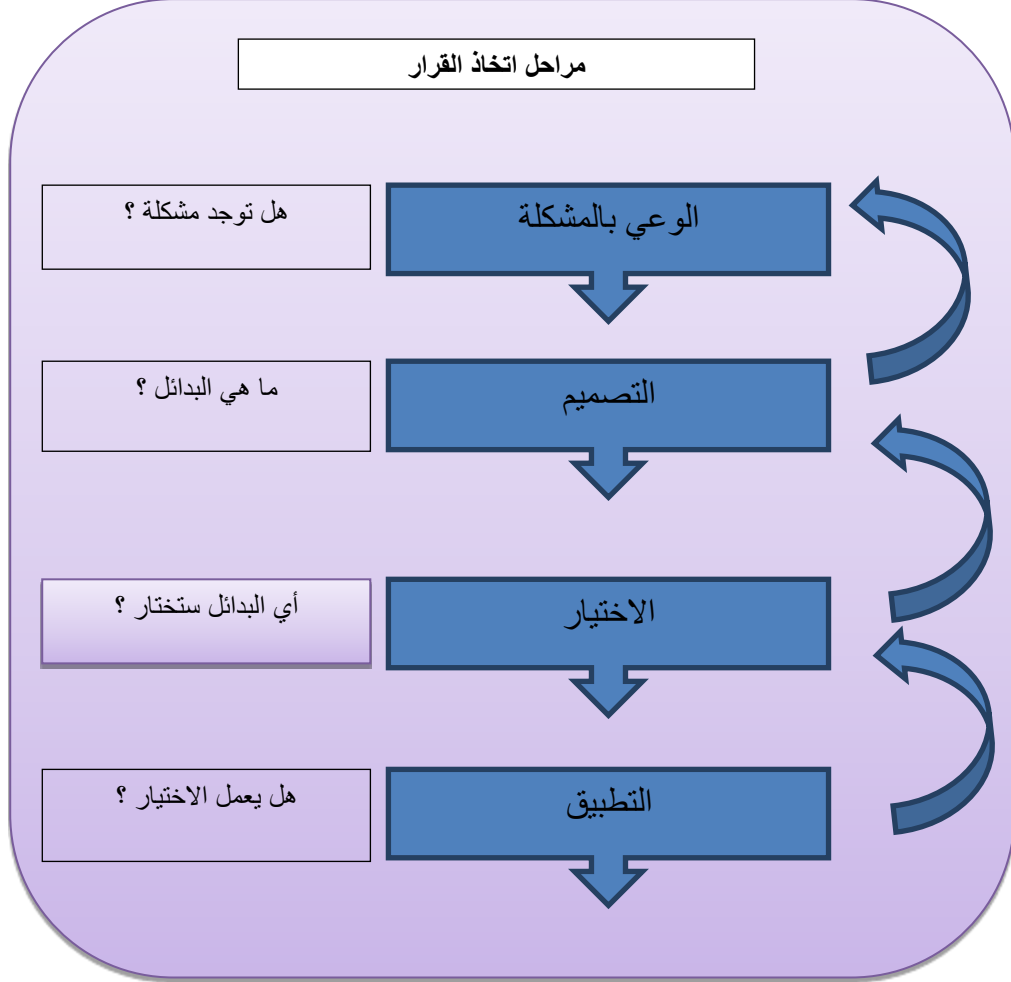 مراحل اتخاذ القرار
الوعي بالمشكلة
هل توجد مشكلة ؟
التصميم
ما هي البدائل ؟
الاختيار
أي البدائل ستختار ؟
التطبيق
هل يعمل الاختيار ؟